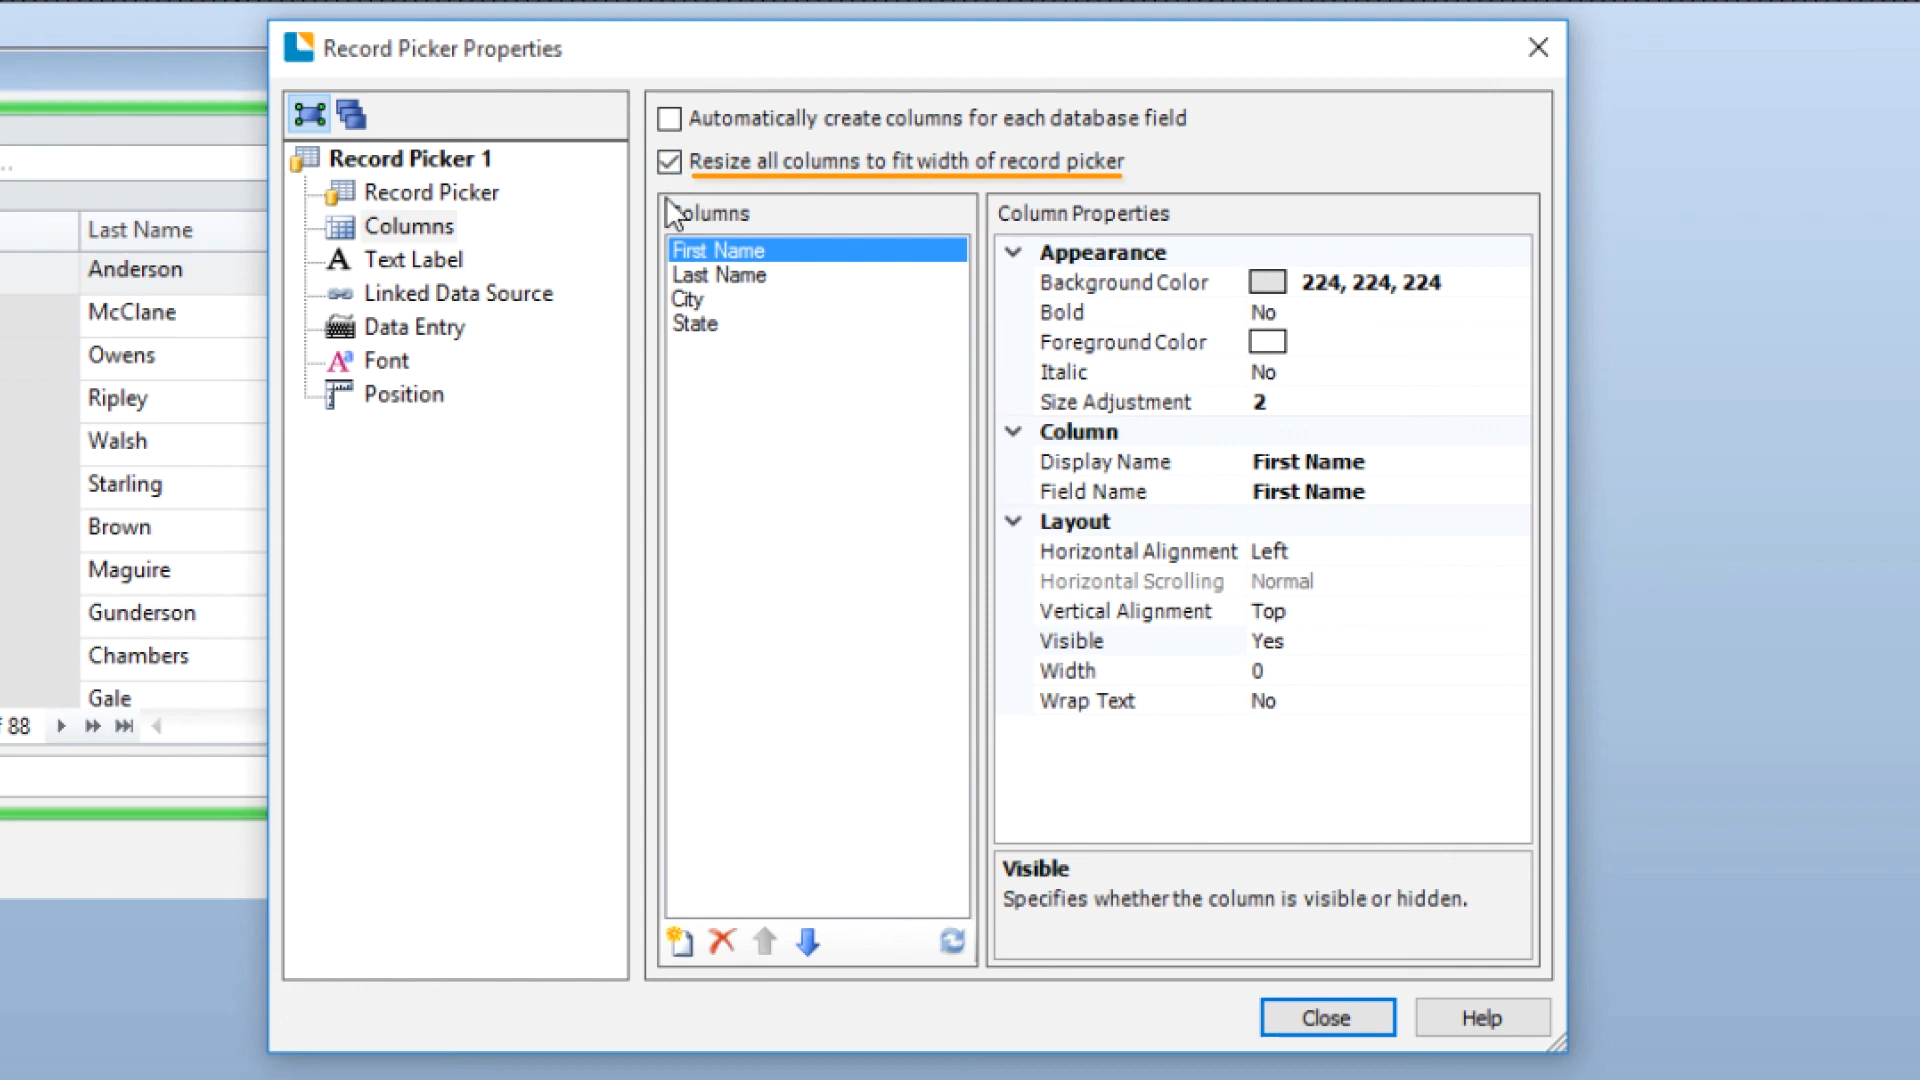 Record Picker Properties
Record Picker 1
Record Picker
Columns
Text Label
Linked Data Source
Data Entry
Font
Position
Automatically create columns for each database field
Resize all columns to fit width of record picker
Columns
First Name
Last Name
City
State
Column Properties
Appearance
Background Color 224, 224, 224
Bold No
Foreground Color
Italic No
Size Adjustment 2
Column
Display Name First Name
Field Name First Name
Layout
Horizontal Alignment Left
Horizontal Scrolling Normal
Vertical Alignment Top
Visible Yes
Width 0
Wrap Text No
Visible
Specifies whether the column is visible or hidden.
Close Help
Last Name
Anderson
McClane
Owens
Ripley
Walsh
Starling
Brown
Maguire
Gunderson
Chambers
Gale
88